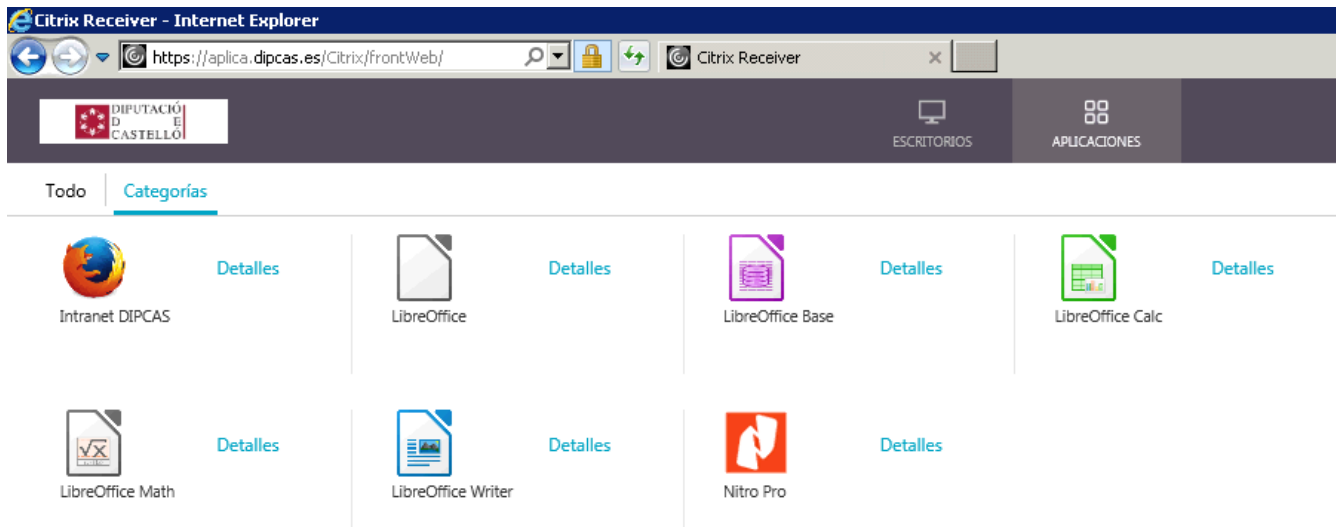 Citrix Receiver - Internet Explorer
https://aplica.dipcas.es/Citrix/frontWeb/
Citrix Receiver
DIPUTACIÓ
D E
CASTELLÓ
ESCRITORIOS
APLICACIONES
Todo Categorías
Detalles Detalles Detalles Detalles
Intranet DIPCAS LibreOffice LibreOffice Base LibreOffice Calc
Detalles Detalles Detalles
LibreOffice Math LibreOffice Writer Nitro Pro